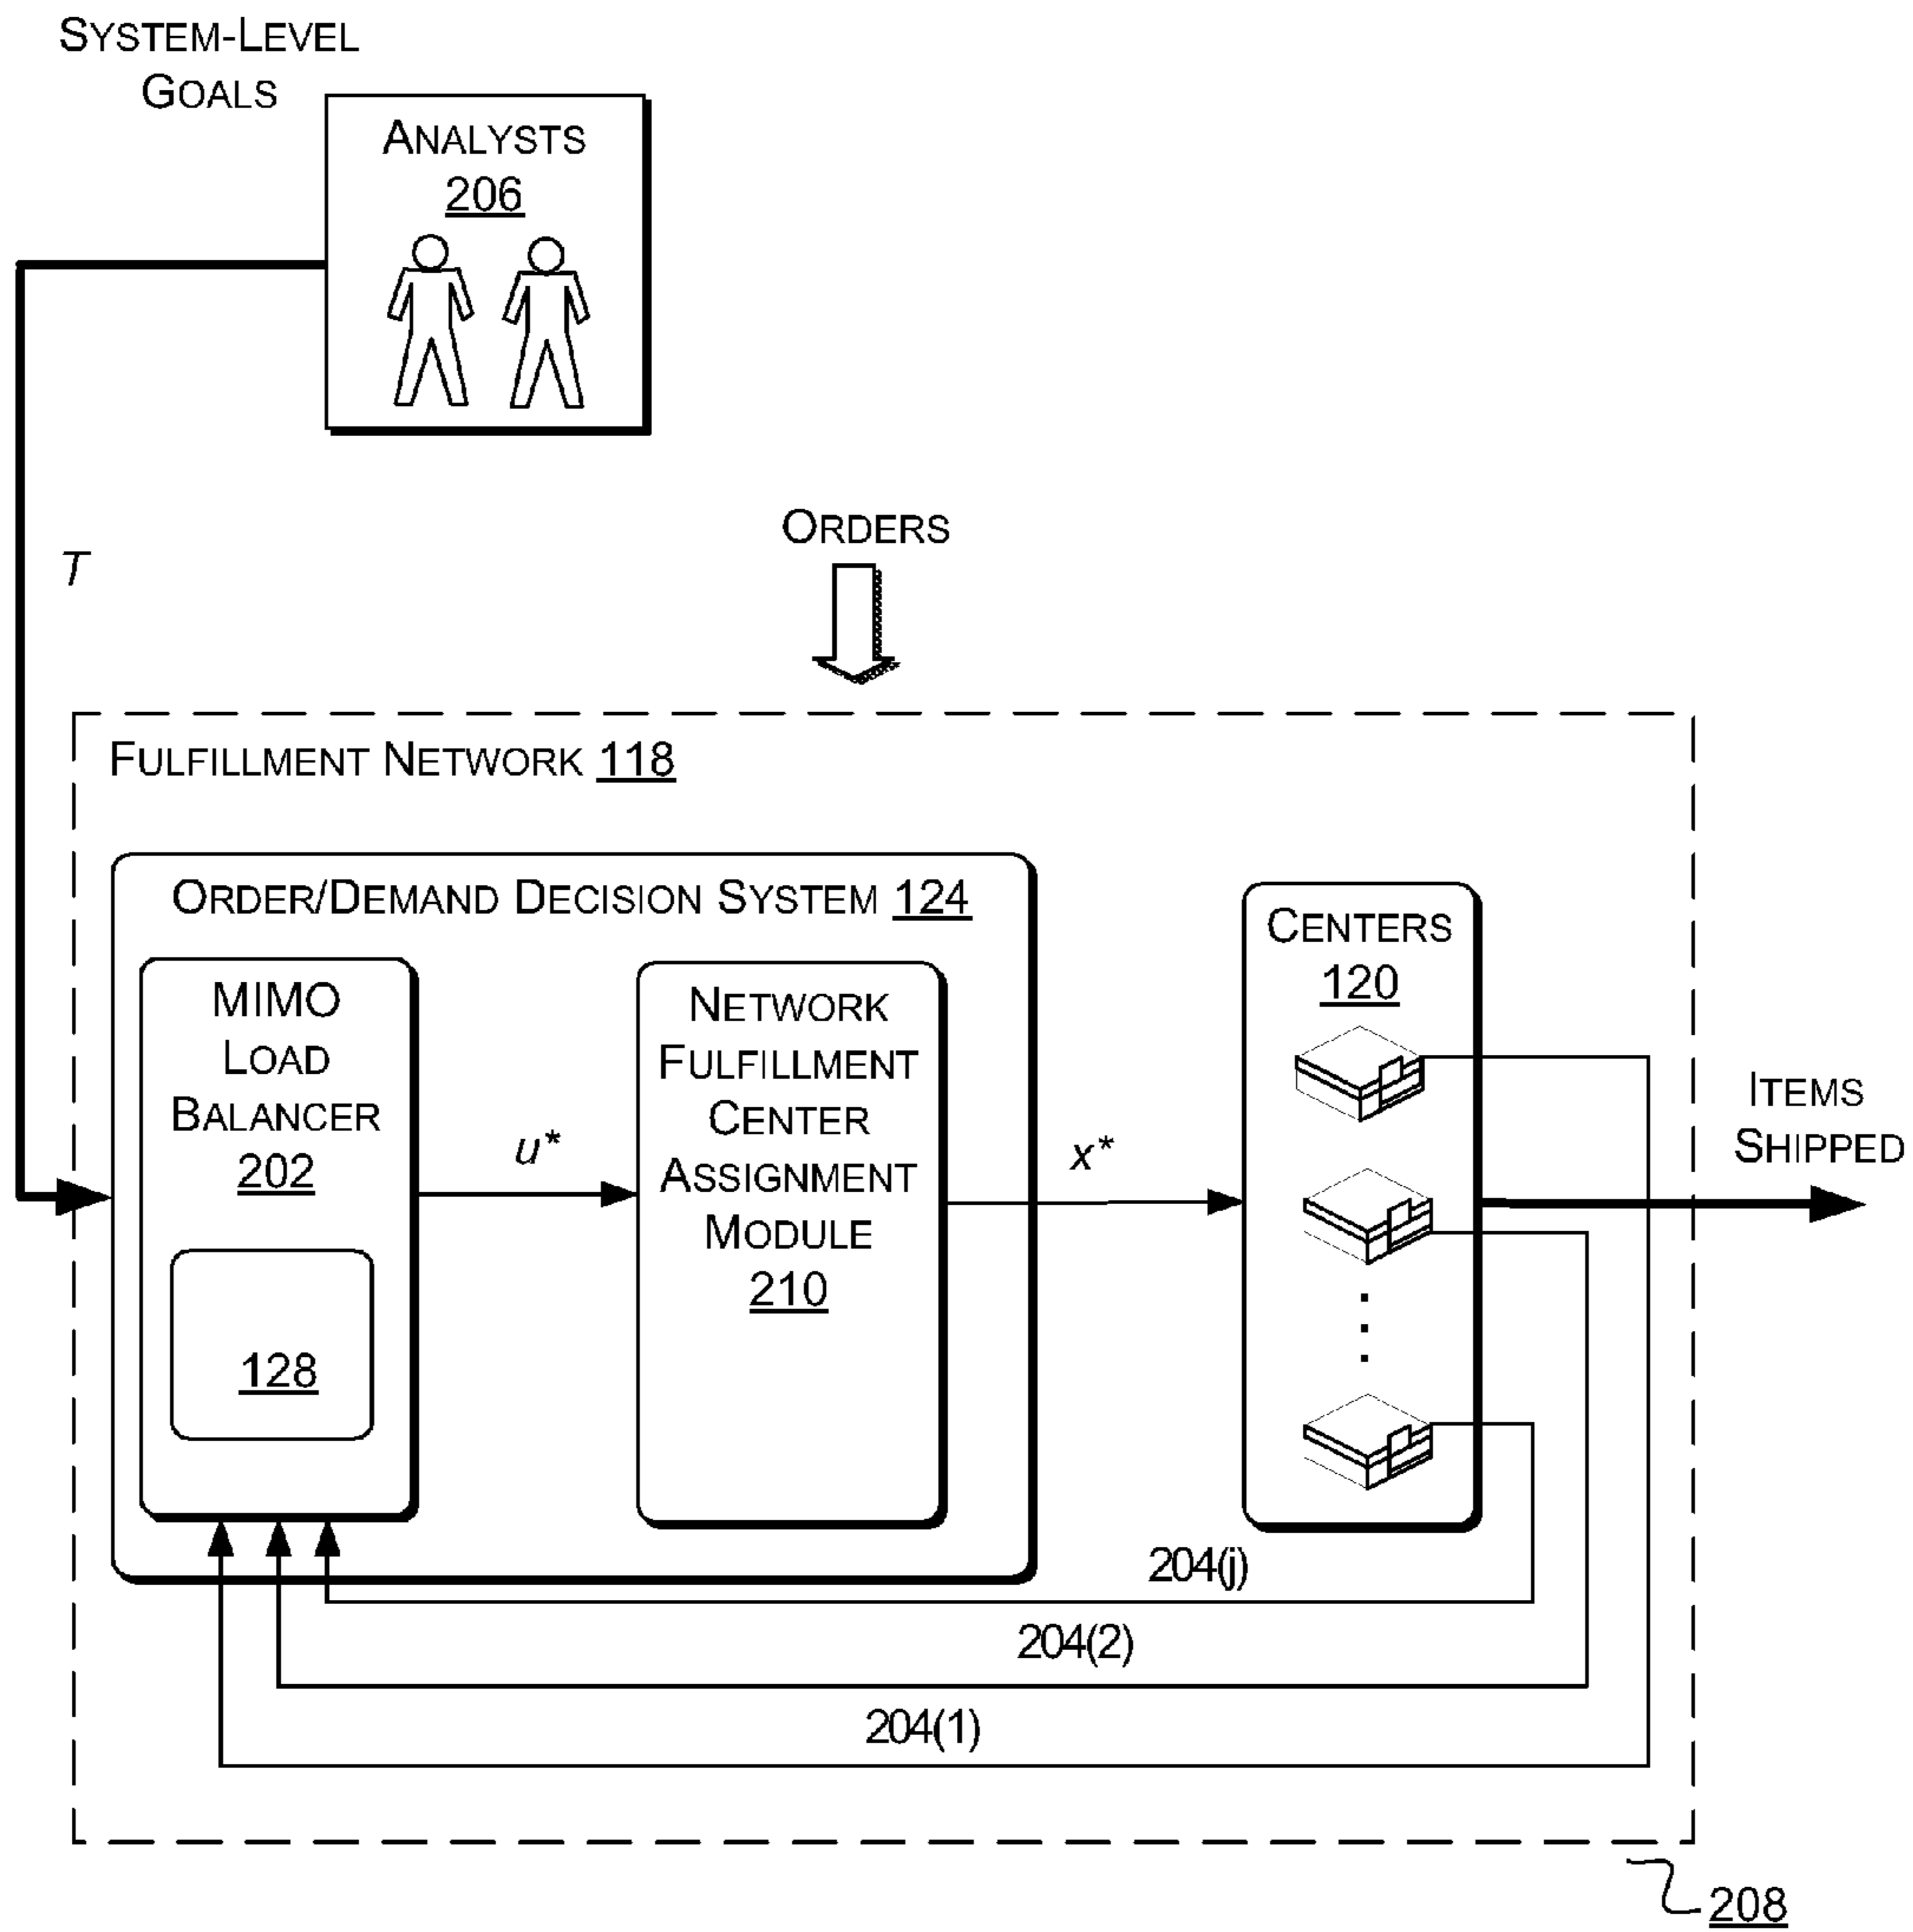 SYSTEM-LEVEL
GOALS
ANALYSTS
206
T
ORDERS
FULFILLMENT NETWORK 118
ORDER/DEMAND DECISION SYSTEM 124
MIMO
LOAD
BALANCER
202
128
u*
NETWORK
FULFILLMENT
CENTER
ASSIGNMENT
MODULE
210
x*
CENTERS
120
ITEMS
SHIPPED
204(j)
204(2)
204(1)
208